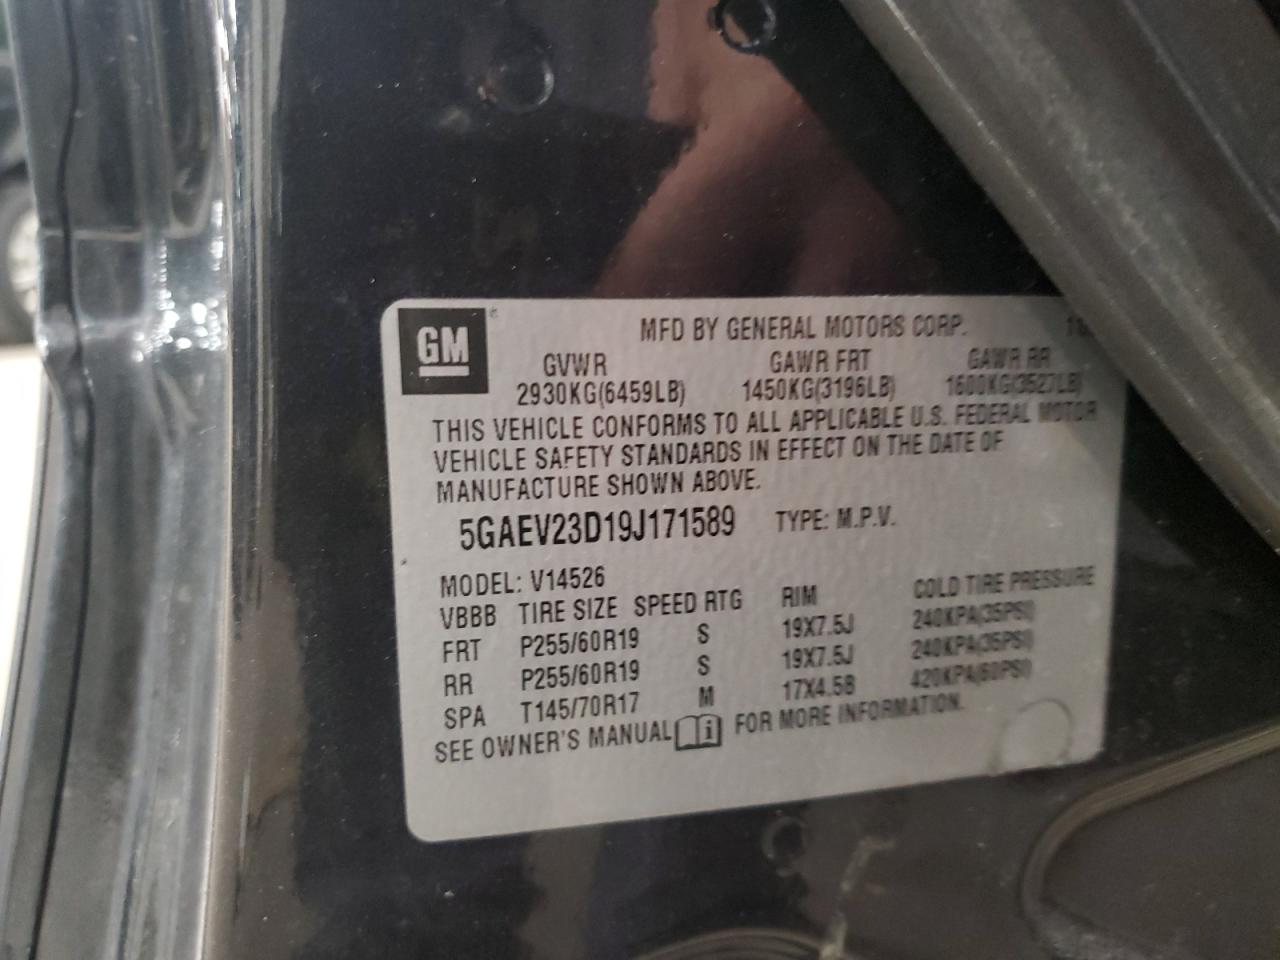 GM
MFD BY GENERAL MOTORS CORP.
GVWR GAWR FRT GAWR RR
2930KG(6459LB) 1450KG(3196LB) 1600KG(3527LB)
THIS VEHICLE CONFORMS TO ALL APPLICABLE U.S. FEDERAL MOTOR
VEHICLE SAFETY STANDARDS IN EFFECT ON THE DATE OF
MANUFACTURE SHOWN ABOVE.
5GAEV23D19J171589 TYPE: M.P.V.
MODEL: V14526
VBBB TIRE SIZE SPEED RTG RIM COLD TIRE PRESSURE
FRT P255/60R19 S 19X7.5J 240KPA(35PSI)
RR P255/60R19 S 19X7.5J 240KPA(35PSI)
SPA T145/70R17 M 17X4.5B 420KPA(60PSI)
SEE OWNER'S MANUAL FOR MORE INFORMATION.